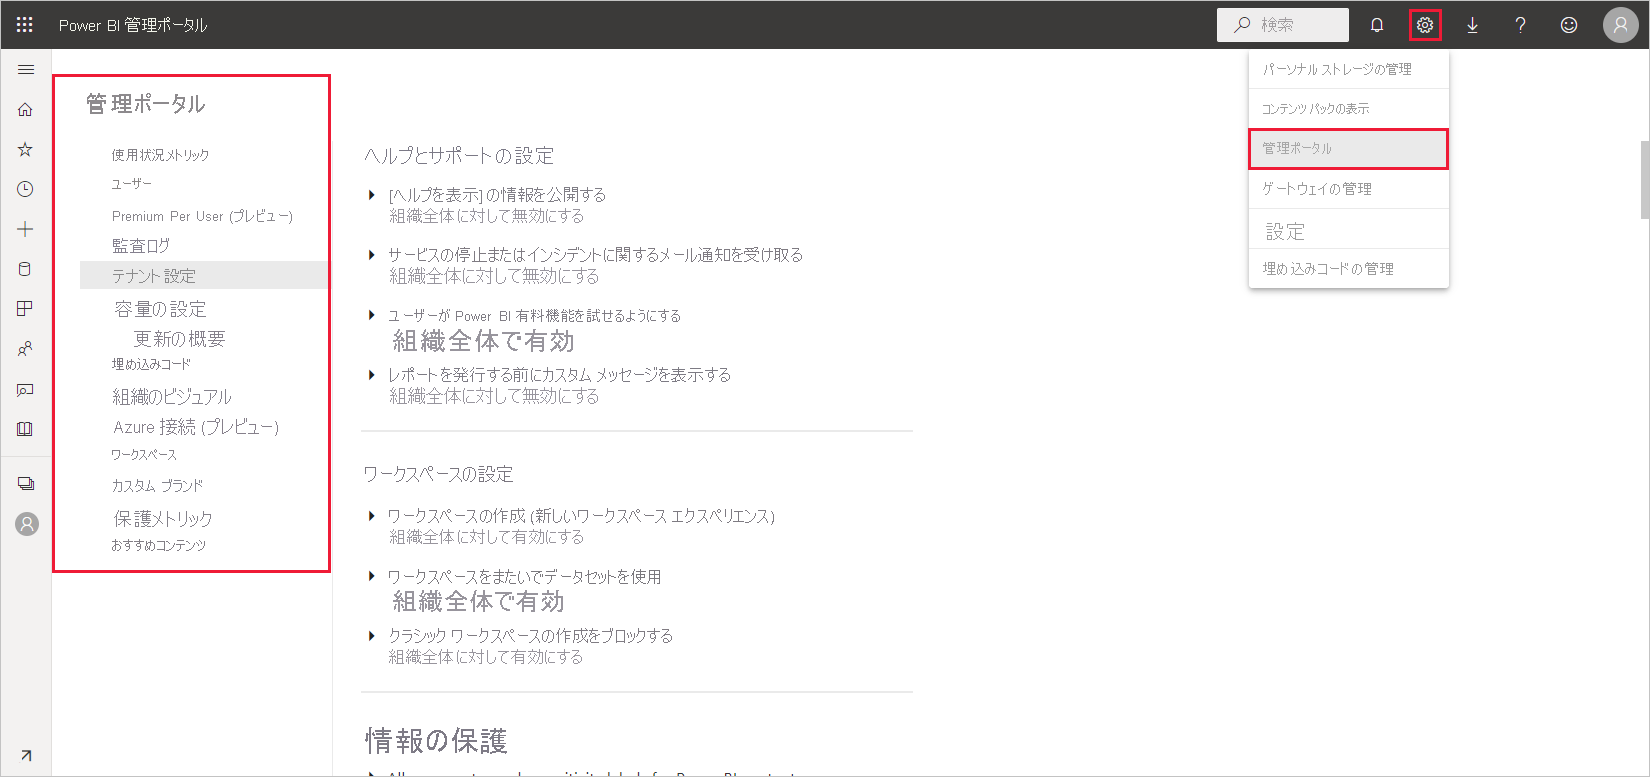 Power BI 管理ポータル
検索
パーソナル ストレージの管理
コンテンツ パックの表示
管理ポータル
ゲートウェイの管理
設定
埋め込みコードの管理
管理ポータル
使用状況メトリック
ユーザー
Premium Per User (プレビュー)
監査ログ
テナント設定
容量の設定
更新の概要
埋め込みコード
組織のビジュアル
Azure 接続 (プレビュー)
ワークスペース
カスタム ブランド
保護メトリック
おすすめコンテンツ
ヘルプとサポートの設定
[ヘルプを表示] の情報を公開する
組織全体に対して無効にする
サービスの停止またはインシデントに関するメール通知を受け取る
組織全体に対して無効にする
ユーザーが Power BI 有料機能を試せるようにする
組織全体で有効
レポートを発行する前にカスタム メッセージを表示する
組織全体に対して無効にする
ワークスペースの設定
ワークスペースの作成 (新しいワークスペース エクスペリエンス)
組織全体に対して有効にする
ワークスペースをまたいでデータセットを使用
組織全体で有効
クラシック ワークスペースの作成をブロックする
組織全体に対して有効にする
情報の保護